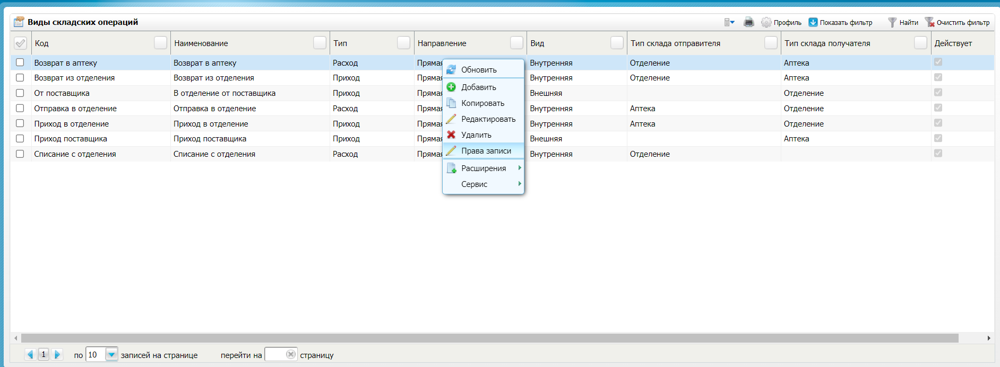 Виды складских операций Профиль Показать фильтр Найти Очистить фильтр
Код Наименование Тип Направление Вид Тип склада отправителя Тип склада получателя Действует
Возврат в аптеку Возврат в аптеку Расход Прямая Внутренняя Отделение Аптека
Возврат из отделения Возврат из отделения Приход Прямая Внутренняя Отделение Аптека
От поставщика В отделение от поставщика Приход Прямая Внешняя Отделение
Отправка в отделение Отправка в отделение Расход Прямая Внутренняя Аптека Отделение
Приход в отделение Приход в отделение Приход Прямая Внутренняя Аптека Отделение
Приход поставщика Приход поставщика Приход Прямая Внешняя Аптека
Списание с отделения Списание с отделения Расход Прямая Внутренняя Отделение
Обновить
Добавить
Копировать
Редактировать
Удалить
Права записи
Расширения
Сервис
1 по 10 записей на странице перейти на страницу